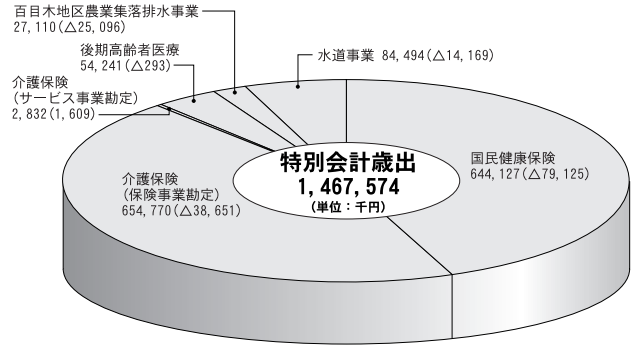 百目木地区農業集落排水事業
27,110(△25,096)
後期高齢者医療
54,241(△293)
介護保険
(サービス事業勘定)
2,832(1,609)
水道事業 84,494(△14,169)
国民健康保険
644,127(△79,125)
介護保険
(保険事業勘定)
654,770(△38,651)
特別会計歳出
1,467,574
(単位:千円)